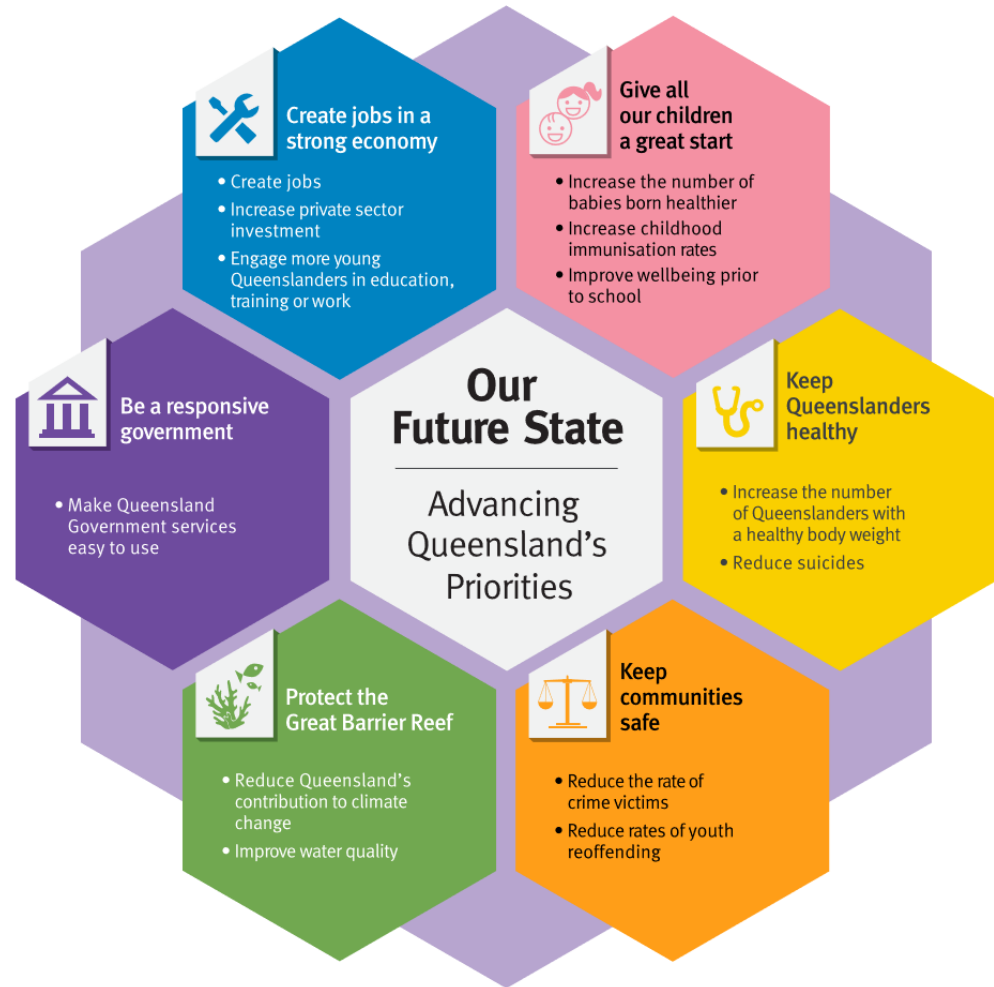 Create jobs in a
strong economy
• Create jobs
• Increase private sector
investment
• Engage more young
Queenslanders in education,
training or work
Give all
our children
a great start
• Increase the number of
babies born healthier
• Increase childhood
immunisation rates
• Improve wellbeing prior
to school
Be a responsive
government
• Make Queensland
Government services
easy to use
Our
Future State
Advancing
Queensland's
Priorities
Keep
Queenslanders
healthy
• Increase the number
of Queenslanders with
a healthy body weight
• Reduce suicides
Protect the
Great Barrier Reef
• Reduce Queensland's
contribution to climate
change
• Improve water quality
Keep
communities
safe
• Reduce the rate of
crime victims
• Reduce rates of youth
reoffending